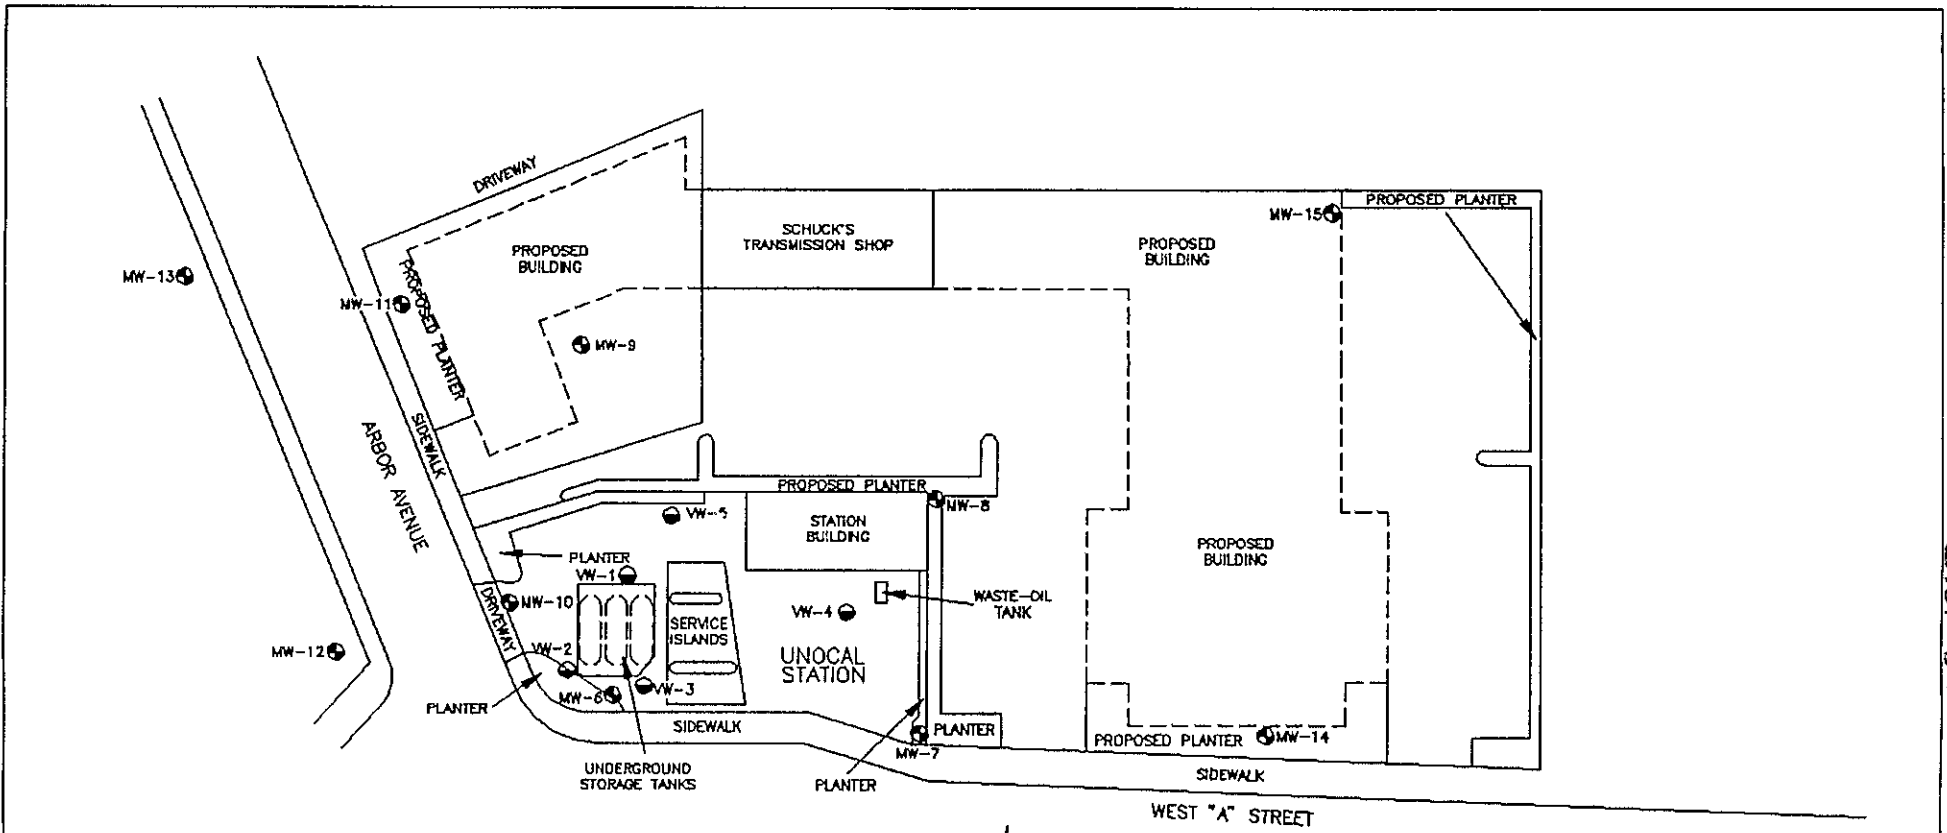 DRIVEWAY
PROPOSED PLANTER
MW-15
SCHUCK'S
TRANSMISSION SHOP
PROPOSED
BUILDING
PROPOSED
BUILDING
MW-13
MW-11
PROPOSED PLANTER
MW-9
SIDEWALK
ARBOR AVENUE
PROPOSED PLANTER
MW-8
VW-5
STATION
BUILDING
PROPOSED
BUILDING
PLANTER
VW-1
DRIVEWAY
MW-10
SERVICE
ISLANDS
VW-4
WASTE-OIL
TANK
MW-12
VW-2
UNOCAL
STATION
VW-3
MW-6
PLANTER
SIDEWALK
PLANTER
MW-7
PROPOSED PLANTER
MW-14
UNDERGROUND
STORAGE TANKS
PLANTER
SIDEWALK
WEST "A" STREET